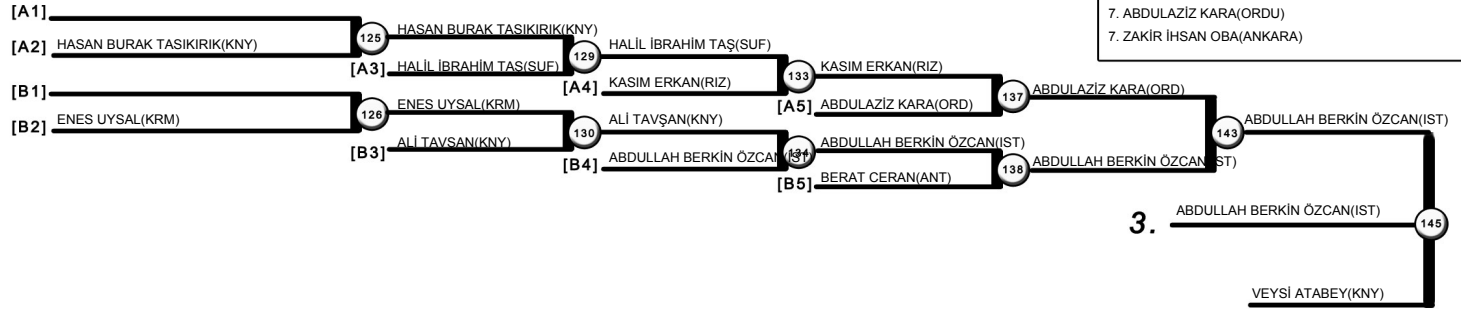 7. ABDULAZİZ KARA(ORDU)
7. ZAKİR İHSAN OBA(ANKARA)
[A1]
[A2] HASAN BURAK TASIKIRIK(KNY)
125
HASAN BURAK TASIKIRIK(KNY)
[A3] HALİL İBRAHİM TAŞ(SUF)
129
HALİL İBRAHİM TAŞ(SUF)
[A4] KASIM ERKAN(RIZ)
133
KASIM ERKAN(RIZ)
[A5] ABDULAZİZ KARA(ORD)
137
ABDULAZİZ KARA(ORD)
[B1]
[B2] ENES UYSAL(KRM)
126
ENES UYSAL(KRM)
[B3] ALİ TAVŞAN(KNY)
130
ALİ TAVŞAN(KNY)
[B4] ABDULLAH BERKİN ÖZCAN(IST)
134
ABDULLAH BERKİN ÖZCAN(IST)
[B5] BERAT CERAN(ANT)
138
ABDULLAH BERKİN ÖZCAN(IST)
143
ABDULLAH BERKİN ÖZCAN(IST)
3. ABDULLAH BERKİN ÖZCAN(IST)
145
VEYSİ ATABEY(KNY)